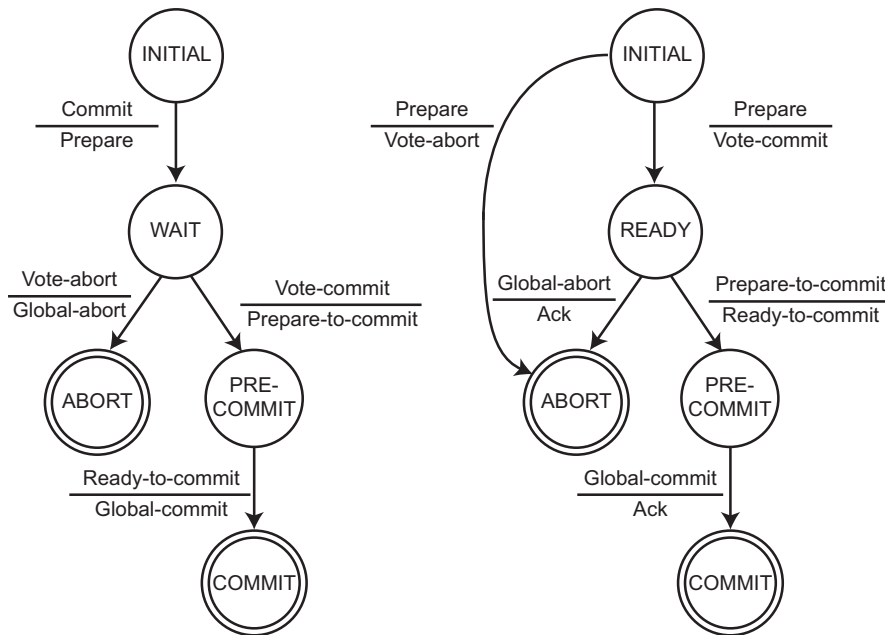 INITIAL
Commit
Prepare
WAIT
Vote-abort
Global-abort
Vote-commit
Prepare-to-commit
ABORT
PRE-
COMMIT
Ready-to-commit
Global-commit
COMMIT
INITIAL
Prepare
Vote-abort
Prepare
Vote-commit
READY
Global-abort
Ack
Prepare-to-commit
Ready-to-commit
ABORT
PRE-
COMMIT
Global-commit
Ack
COMMIT